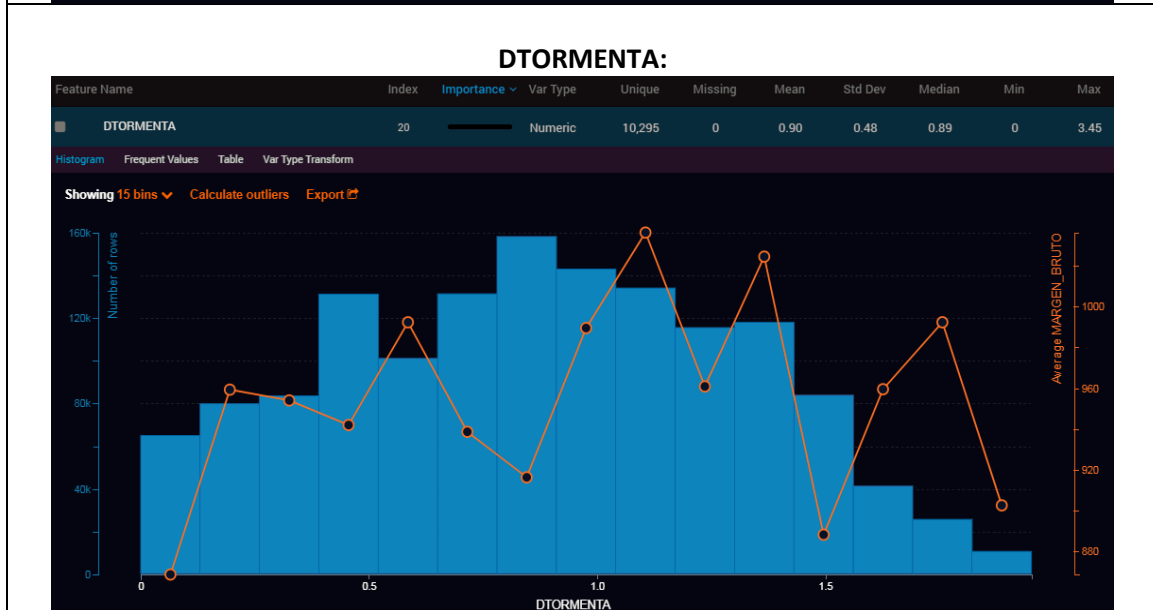 DTORMENTA:
Feature Name Index Importance Var Type Unique Missing Mean Std Dev Median Min Max
DTORMENTA 20 Numeric 10,295 0 0.90 0.48 0.89 0 3.45
Histogram Frequent Values Table Var Type Transform
Showing 15 bins Calculate outliers Export
160k
120k
80k
40k
0
Number of rows
Average MARGEN_BRUTO
1000
960
920
880
0 0.5 1.0 1.5
DTORMENTA